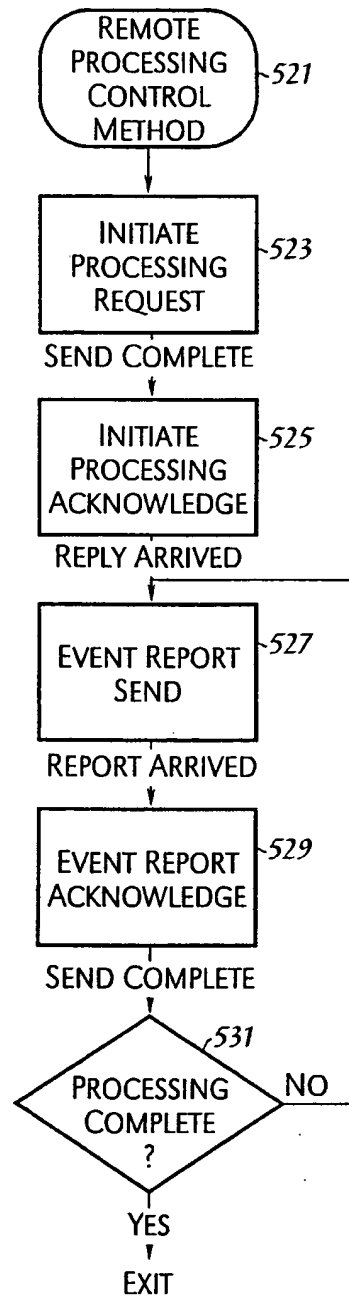 REMOTE
PROCESSING
CONTROL
METHOD
521
INITIATE
PROCESSING
REQUEST
523
SEND COMPLETE
INITIATE
PROCESSING
ACKNOWLEDGE
525
REPLY ARRIVED
EVENT REPORT
SEND
527
REPORT ARRIVED
EVENT REPORT
ACKNOWLEDGE
529
SEND COMPLETE
531
PROCESSING
COMPLETE
?
NO
YES
EXIT